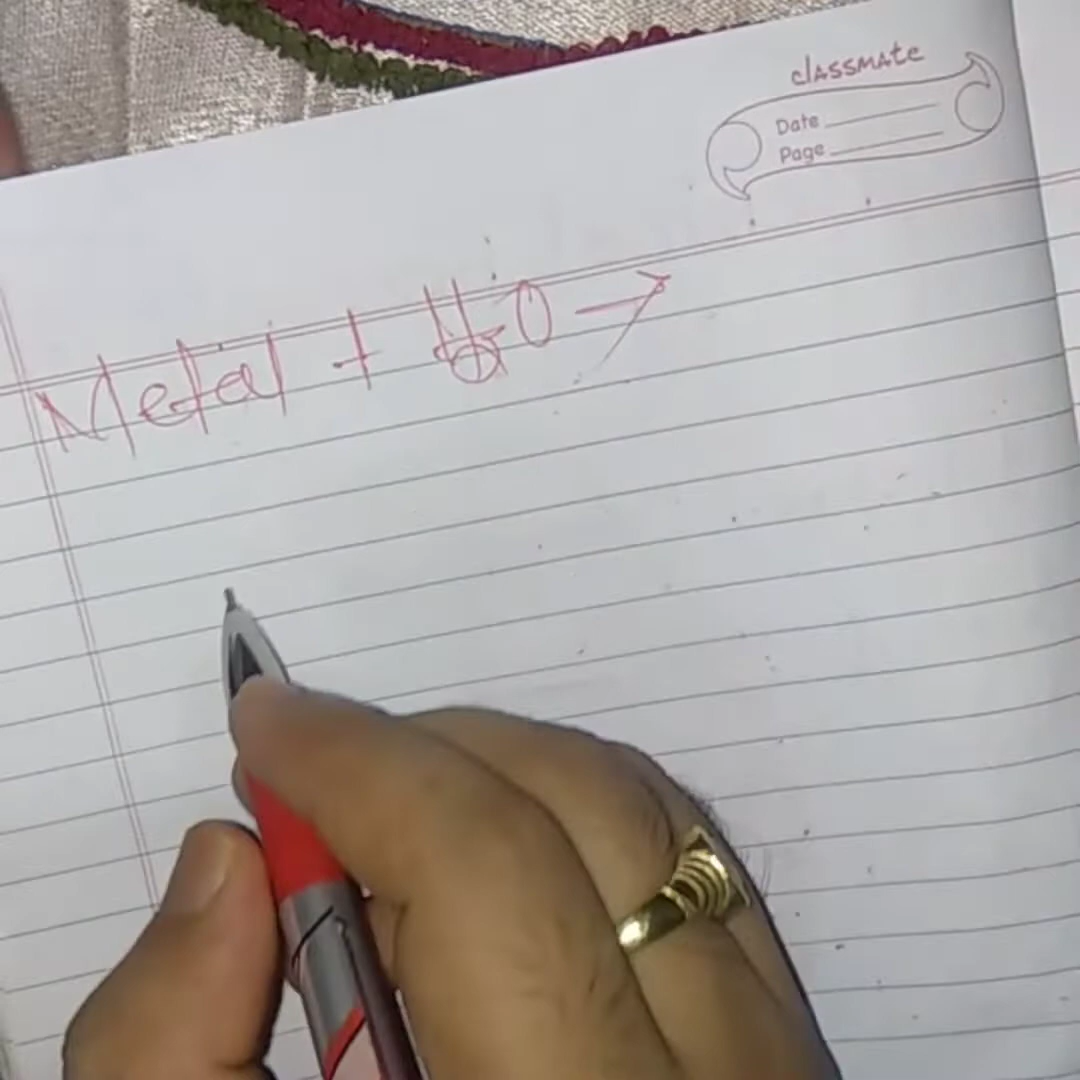 classmate
Date
Page
Metal + H2O →